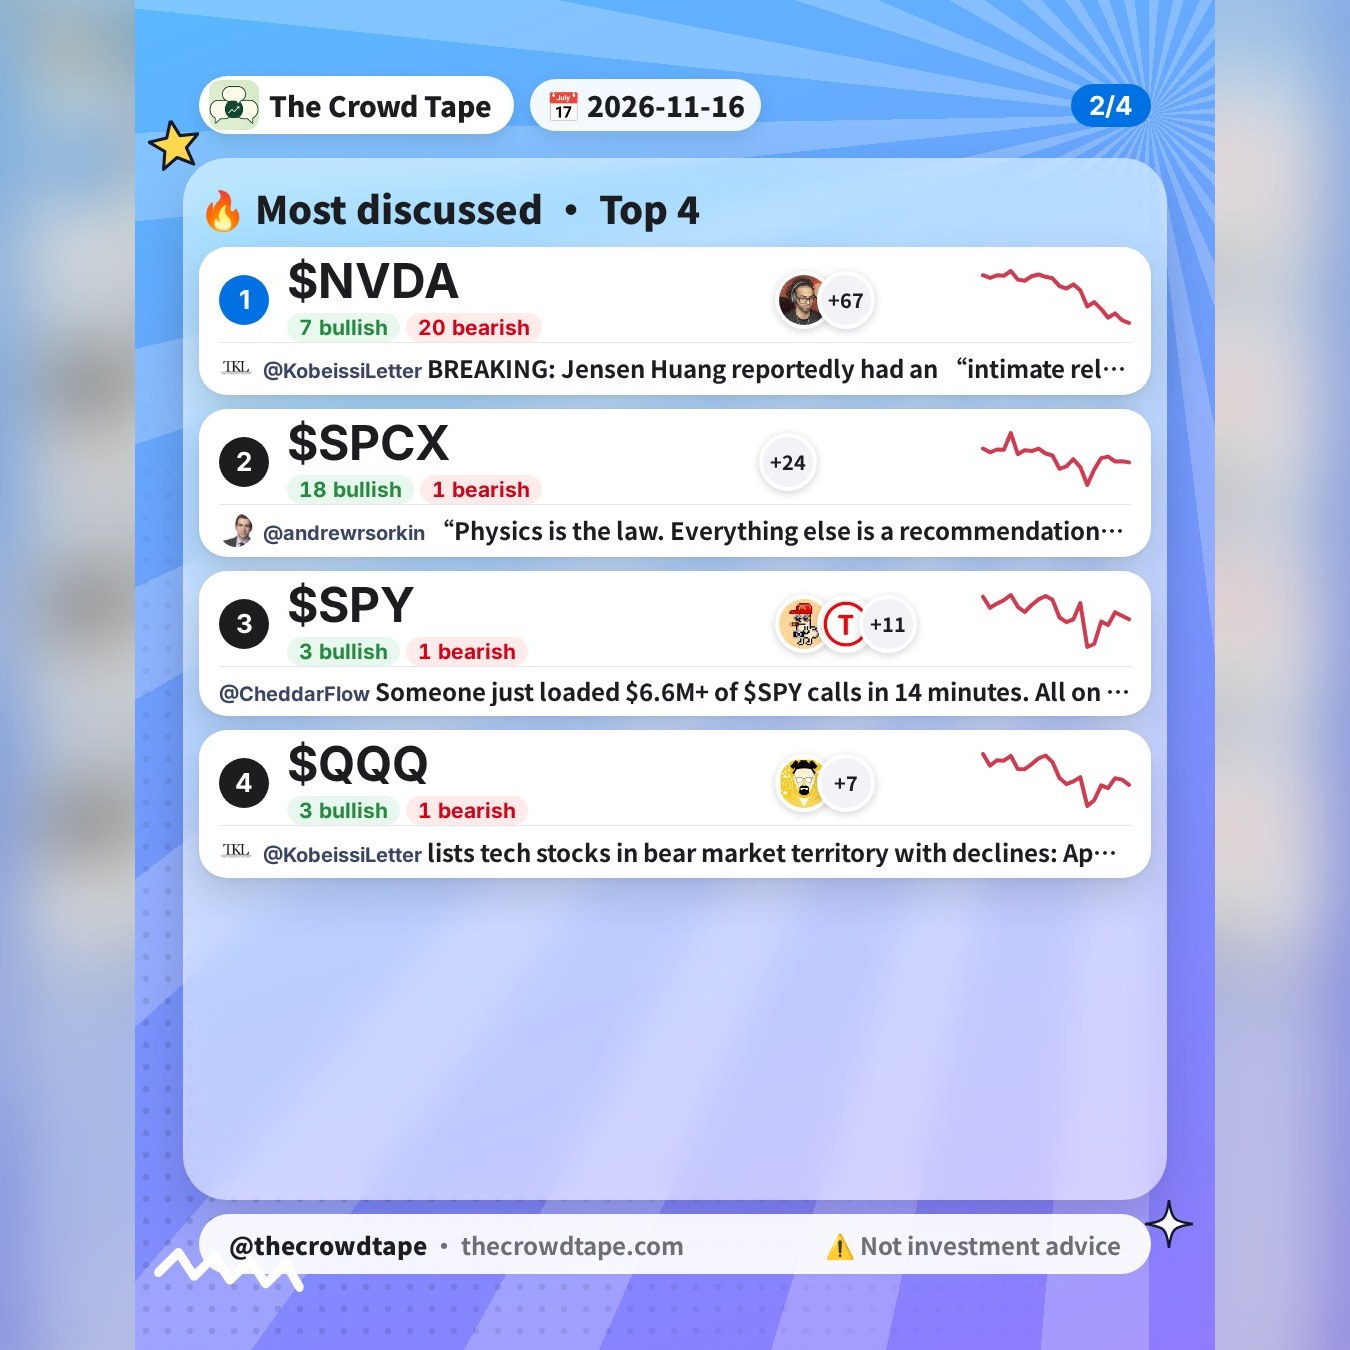 The Crowd Tape
July
17
2026-11-16
2/4
Most discussed • Top 4
1
$NVDA
7 bullish
20 bearish
+67
TKL
@KobeissiLetter BREAKING: Jensen Huang reportedly had an “intimate rel…
2
$SPCX
18 bullish
1 bearish
+24
@andrewrsorkin “Physics is the law. Everything else is a recommendation…
3
$SPY
3 bullish
1 bearish
T
+11
@CheddarFlow Someone just loaded $6.6M+ of $SPY calls in 14 minutes. All on …
4
$QQQ
3 bullish
1 bearish
+7
TKL
@KobeissiLetter lists tech stocks in bear market territory with declines: Ap…
@thecrowdtape • thecrowdtape.com
Not investment advice